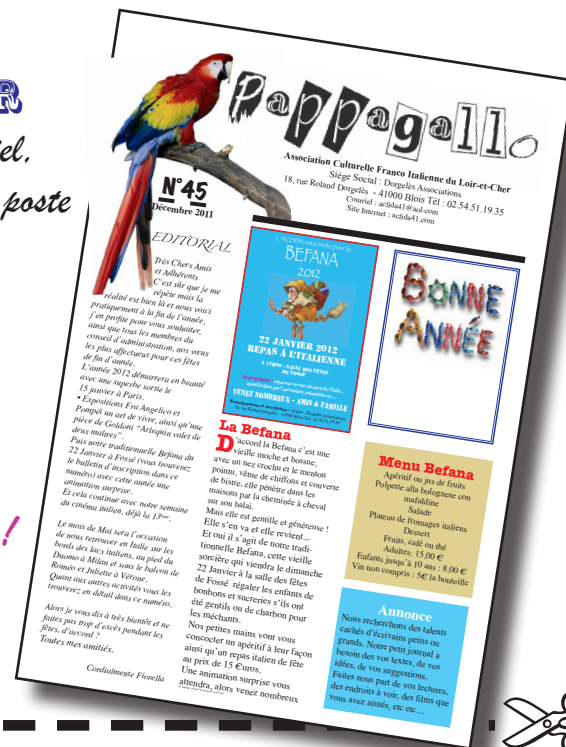 R
iel,
poste
!
Pappagallo
Association Culturelle Franco Italienne du Loir-et-Cher
Siège Social : Dorgelès Associations
18, rue Roland Dorgelès - 41000 Blois Tél : 02.54.51.19.35
Couriel : acfida41@aol.com
Site Internet : acfida41.com
N°45
Décembre 2011
EDITORIAL
Très Chers Amis
et Adhérents
C'est sûr que je me
répète mais la
réalité est bien là et nous voici
pratiquement à la fin de l'année,
j'en profite pour vous souhaiter,
ainsi que tous les membres du
conseil d'administration, nos vœux
les plus affectueux pour ces fêtes
de fin d'année.
L'année 2012 démarrera en beauté
avec une superbe sortie le
15 janvier à Paris.
• Expositions Fra Angelico et
Pompéi un art de vivre, ainsi qu'une
pièce de Goldoni "Arlequin valet de
deux maîtres".
Puis notre traditionnelle Befana du
22 Janvier à Fossé (vous trouverez
le bulletin d'inscription dans ce
numéro) avec cette année une
animation surprise.
Et cela continue avec notre semaine
du cinéma italien, déjà la 13ème.
Le mois de Mai sera l'occasion
de nous retrouver en Italie sur les
bords des lacs italiens, au pied du
Duomo à Milan et sous le balcon de
Roméo et Juliette à Vérone.
Quant aux autres activités vous les
trouverez en détail dans ce numéro.
Alors je vous dis à très bientôt et ne
faites pas trop d'excès pendant les
fêtes, d'accord ?
Toutes mes amitiés.
Cordialmente Fiorella
L'ACFIDA vous invite pour la
BEFANA
2012
22 JANVIER 2012
REPAS À L'ITALIENNE
SALLE DES FÊTES
DE FOSSÉ
VENEZ NOMBREUX - AMIS & FAMILLE
La Befana
D'accord la Befana c'est une
vieille moche et bossue,
avec un nez crochu et le menton
pointu, vêtue de chiffons et couverte
de bistre, elle pénètre dans les
maisons par la cheminée à cheval
sur son balai.
Mais elle est gentille et généreuse !
Elle s'en va et elle revient...
Et oui il s'agit de notre tradi-
tionnelle Befana, cette vieille
sorcière qui viendra le dimanche
22 Janvier à la salle des fêtes
de Fossé régaler les enfants de
bonbons et sucreries s'ils ont
été gentils ou de charbon pour
les méchants.
Nos petites mains vont vous
concocter un apéritif à leur façon
ainsi qu'un repas italien de fête
au prix de 15 €uros.
Une animation surprise vous
attendra, alors venez nombreux
BONNE
ANNÉE
Menu Befana
Apéritif ou jus de fruits
Polpette alla bolognese con
mafaldine
Salade
Plateau de fromages italiens
Dessert
Fruits, café ou thé
Adultes: 15,00 €
Enfants jusqu'à 10 ans : 8,00 €
Vin non compris : 5€ la bouteille
Annonce
Nous recherchons des talents
cachés d'écrivains petits ou
grands. Notre petit journal a
besoin des vos textes, de vos
idées, de vos suggestions.
Faites nous part de vos lectures,
des endroits à voir, des films que
vous avez aimés, etc etc…